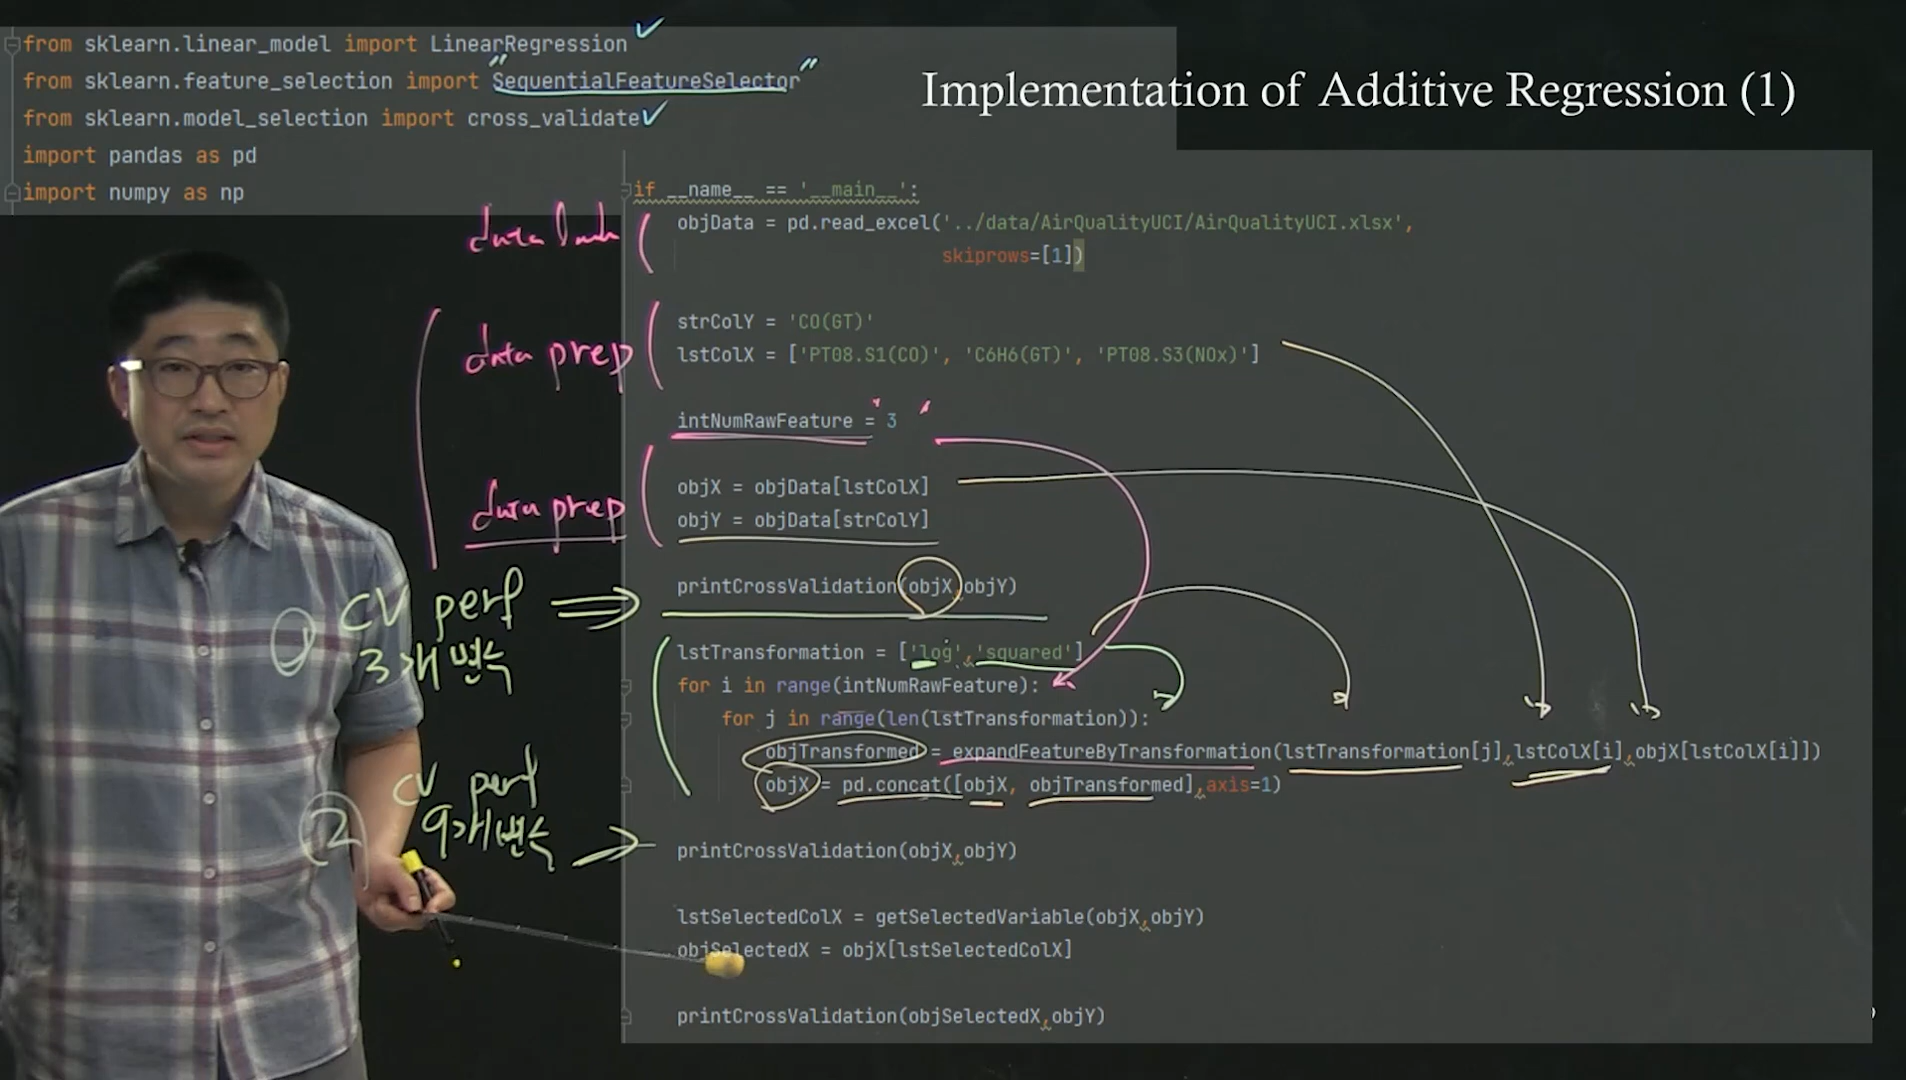 from sklearn.linear_model import LinearRegression
from sklearn.feature_selection import "SequentialFeatureSelector"
from sklearn.model_selection import cross_validate
import pandas as pd
import numpy as np
Implementation of Additive Regression (1)
if __name__ == '__main__':
objData = pd.read_excel('../data/AirQualityUCI/AirQualityUCI.xlsx',
skiprows=[1])
data
strColY = 'CO(GT)'
lstColX = ['PT08.S1(CO)', 'C6H6(GT)', 'PT08.S3(NOx)']
data prep
intNumRawFeature = 3
objX = objData[lstColX]
objY = objData[strColY]
data prep
printCrossValidation(objX,objY)
① CV perf
3개 변수
lstTransformation = ['log','squared']
for i in range(intNumRawFeature):
for j in range(len(lstTransformation)):
objTransformed = expandFeatureByTransformation(lstTransformation[j],lstColX[i],objX[lstColX[i]])
objX = pd.concat([objX, objTransformed],axis=1)
② CV perf
9개 변수
printCrossValidation(objX,objY)
lstSelectedColX = getSelectedVariable(objX,objY)
objSelectedX = objX[lstSelectedColX]
printCrossValidation(objSelectedX,objY)